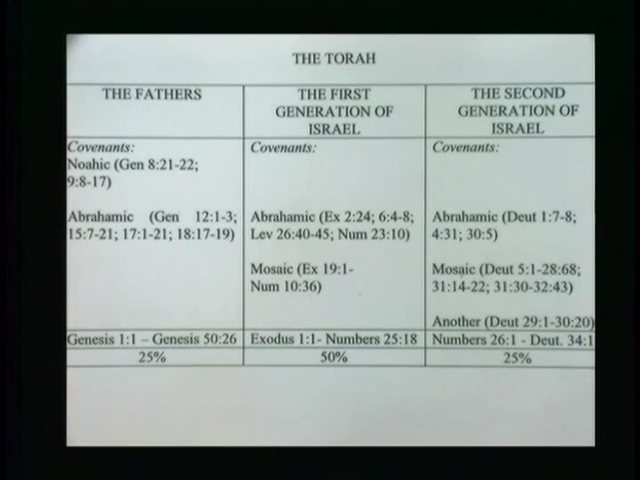 THE TORAH
THE FATHERS
Covenants:
Noahic (Gen 8:21-22;
9:8-17)
Abrahamic (Gen 12:1-3;
15:7-21; 17:1-21; 18:17-19)
Genesis 1:1 – Genesis 50:26
25%
THE FIRST
GENERATION OF
ISRAEL
Covenants:
Abrahamic (Ex 2:24; 6:4-8;
Lev 26:40-45; Num 23:10)
Mosaic (Ex 19:1-
Num 10:36)
Exodus 1:1- Numbers 25:18
50%
THE SECOND
GENERATION OF
ISRAEL
Covenants:
Abrahamic (Deut 1:7-8;
4:31; 30:5)
Mosaic (Deut 5:1-28:68;
31:14-22; 31:30-32:43)
Another (Deut 29:1-30:20)
Numbers 26:1 - Deut. 34:1
25%